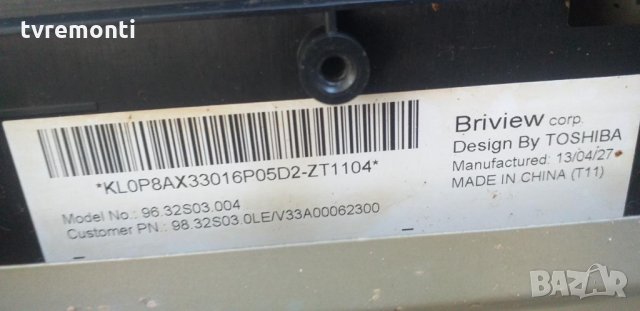 tvremonti
*KL0P8AX33016P05D2-ZT1104*
Model No.: 96.32S03.004
Customer PN.: 98.32S03.0LE/V33A00062300
Briview corp.
Design By TOSHIBA
Manufactured: 13/04/27
MADE IN CHINA (T11)
BAZAR